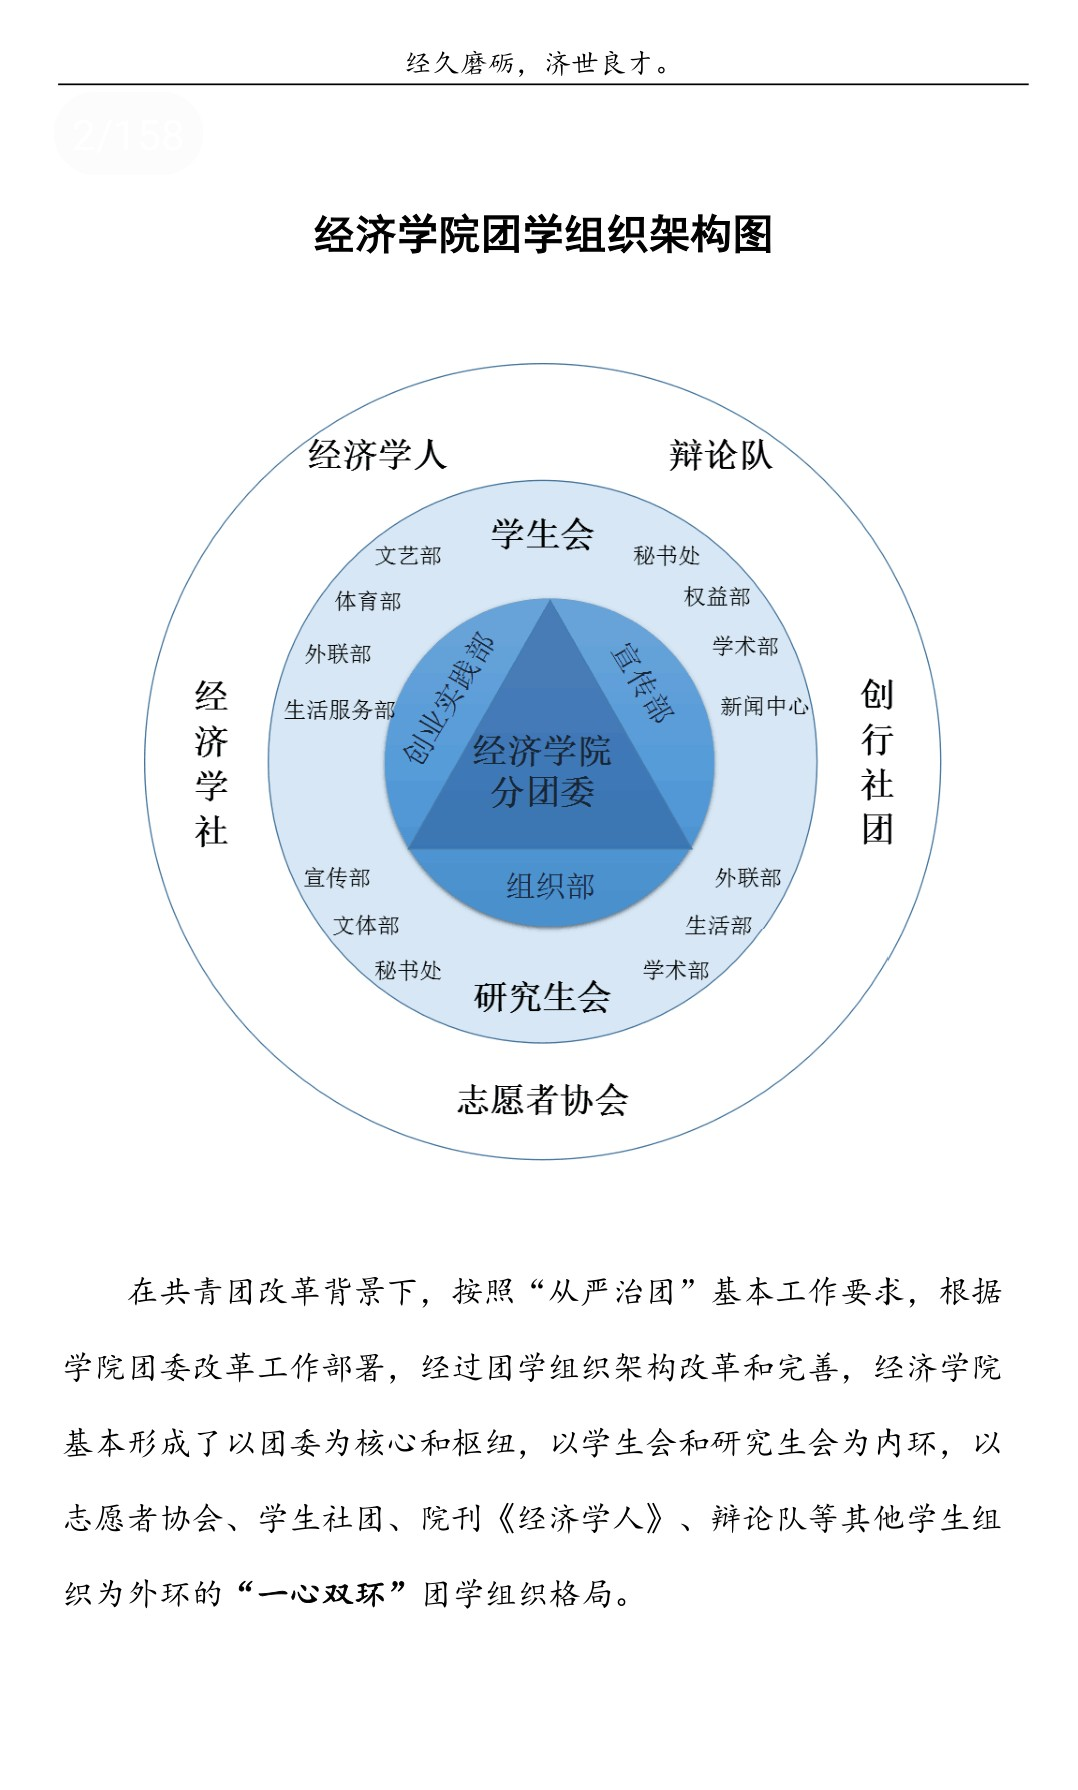 经久磨砺，济世良才。
2/158
经济学院团学组织架构图
经济学人
辩论队
学生会
文艺部
秘书处
体育部
权益部
外联部
学术部
生活服务部
新闻中心
创业实践部
宣传部
经济学社
创行社团
经济学院
分团委
组织部
宣传部
外联部
文体部
生活部
秘书处
学术部
研究生会
志愿者协会
在共青团改革背景下，按照“从严治团”基本工作要求，根据
学院团委改革工作部署，经过团学组织架构改革和完善，经济学院
基本形成了以团委为核心和枢纽，以学生会和研究生会为内环，以
志愿者协会、学生社团、院刊《经济学人》、辩论队等其他学生组
织为外环的“一心双环”团学组织格局。